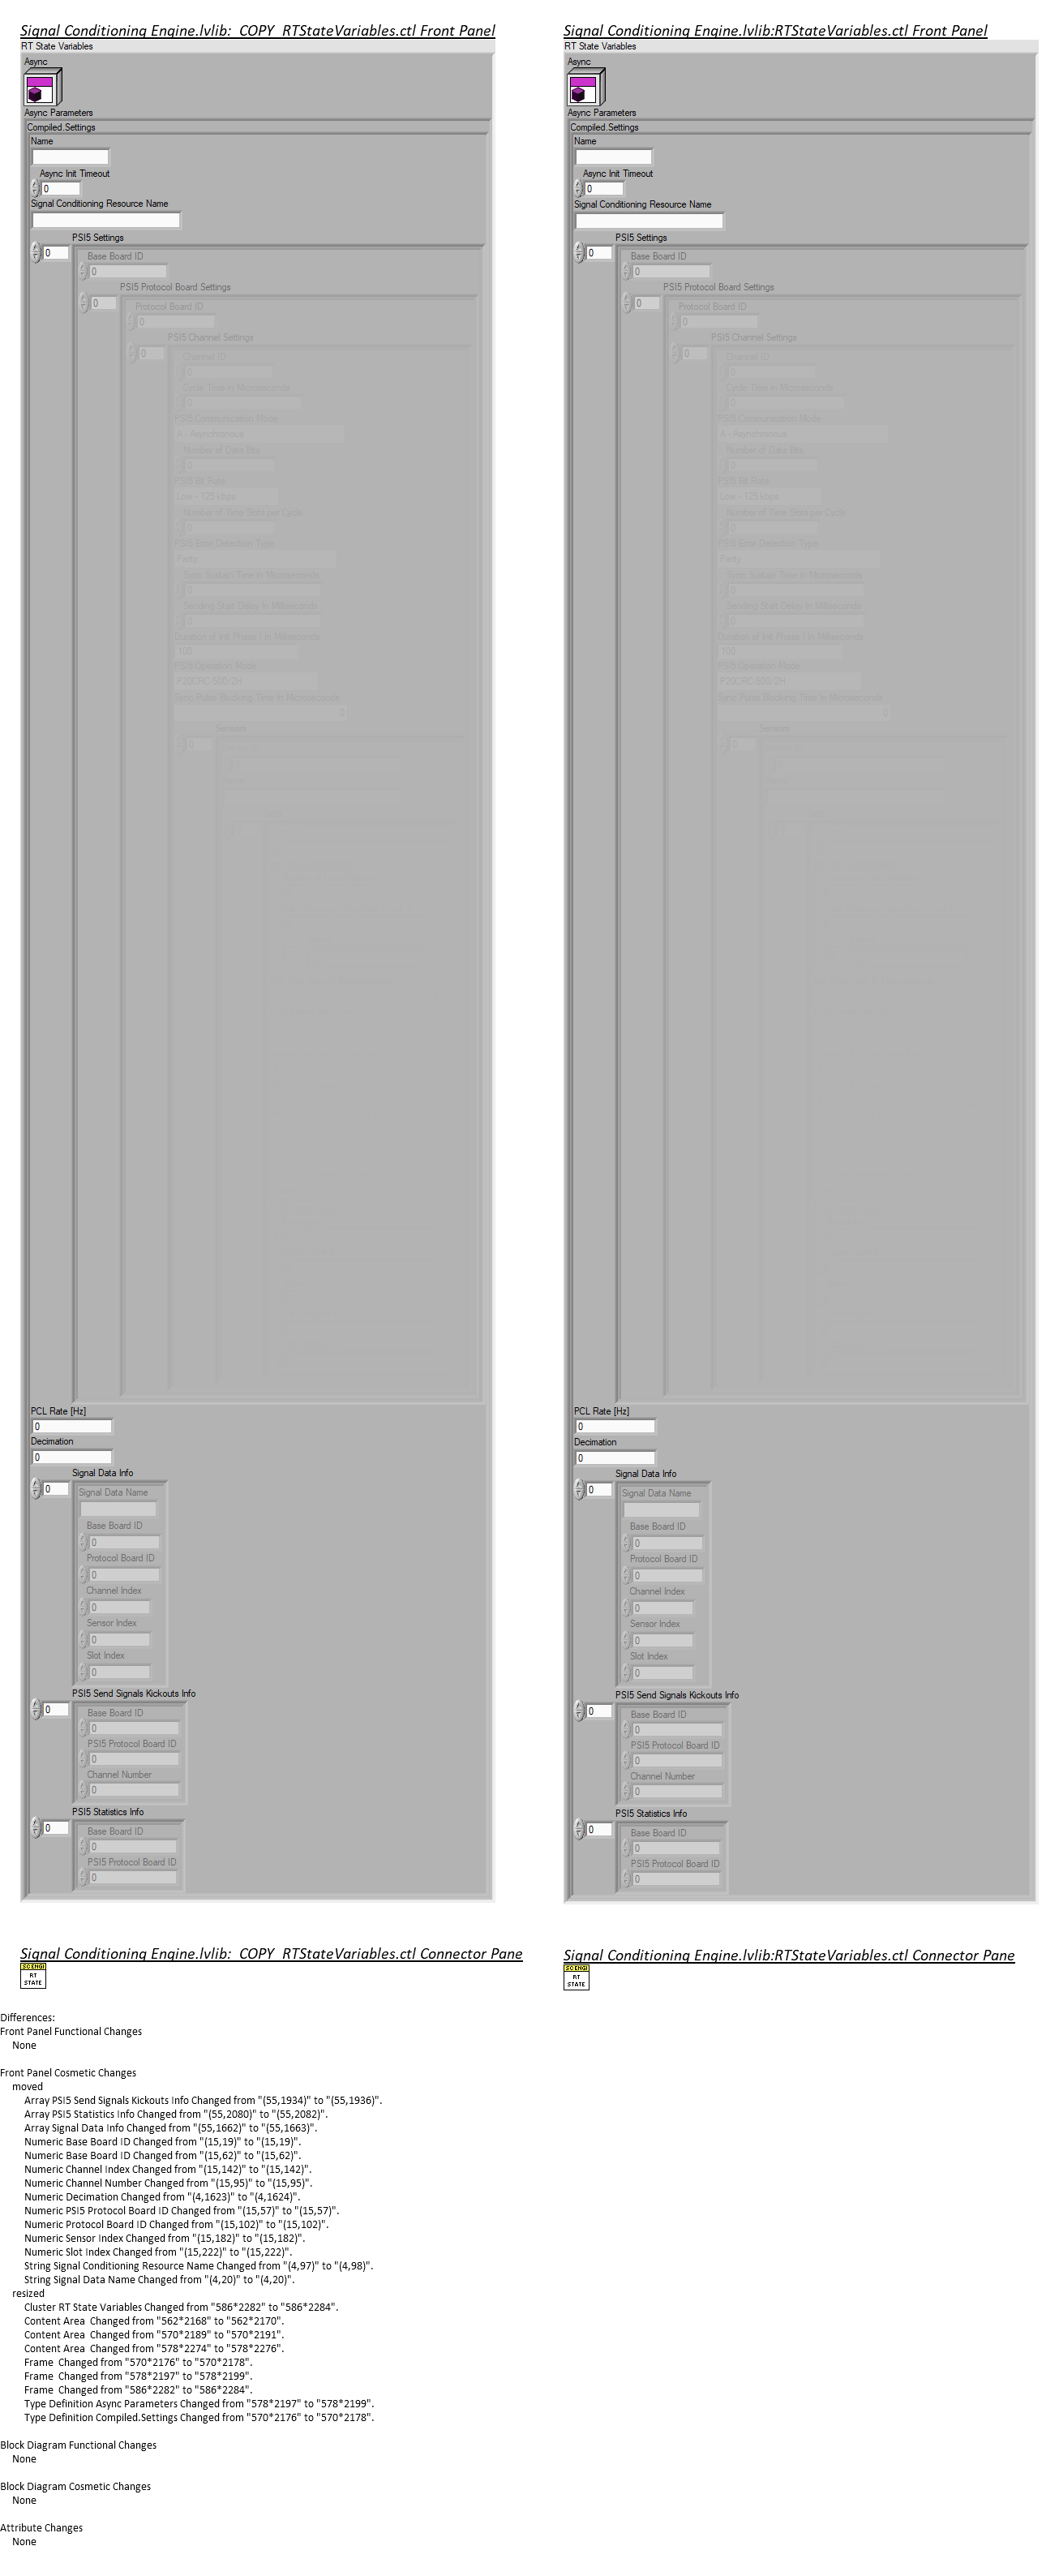 Signal Conditioning Engine.lvlib:_COPY_RTStateVariables.ctl Front Panel
RT State Variables
Async
Async Parameters
Compiled.Settings
Name
Async Init Timeout
0
Signal Conditioning Resource Name
PSI5 Settings
0
Base Board ID
0
PSI5 Protocol Board Settings
0
Protocol Board ID
0
PSI5 Channel Settings
0
Channel ID
0
Cycle Time In Microseconds
0
PSI5 Communication Mode
A - Asynchronous
Number of Data Bits
0
PSI5 Bit Rate
Low - 125 kbps
Number of Time Slots per Cycle
0
PSI5 Error Detection Type
Parity
Sync Sustain Time In Microseconds
0
Sending Start Delay In Milliseconds
0
Duration of Init Phase I In Milliseconds
100
PSI5 Operation Mode
P20CRC-500/2H
Sync Pulse Blocking Time In Microseconds
0
Sensors
0
PCL Rate [Hz]
0
Decimation
0
Signal Data Info
0
Signal Data Name
Base Board ID
0
Protocol Board ID
0
Channel Index
0
Sensor Index
0
Slot Index
0
PSI5 Send Signals Kickouts Info
0
Base Board ID
0
PSI5 Protocol Board ID
0
Channel Number
0
PSI5 Statistics Info
0
Base Board ID
0
PSI5 Protocol Board ID
0
Signal Conditioning Engine.lvlib:RTStateVariables.ctl Front Panel
RT State Variables
Async
Async Parameters
Compiled.Settings
Name
Async Init Timeout
0
Signal Conditioning Resource Name
PSI5 Settings
0
Base Board ID
0
PSI5 Protocol Board Settings
0
Protocol Board ID
0
PSI5 Channel Settings
0
Channel ID
0
Cycle Time In Microseconds
0
PSI5 Communication Mode
A - Asynchronous
Number of Data Bits
0
PSI5 Bit Rate
Low - 125 kbps
Number of Time Slots per Cycle
0
PSI5 Error Detection Type
Parity
Sync Sustain Time In Microseconds
0
Sending Start Delay In Milliseconds
0
Duration of Init Phase I In Milliseconds
100
PSI5 Operation Mode
P20CRC-500/2H
Sync Pulse Blocking Time In Microseconds
0
Sensors
0
PCL Rate [Hz]
0
Decimation
0
Signal Data Info
0
Signal Data Name
Base Board ID
0
Protocol Board ID
0
Channel Index
0
Sensor Index
0
Slot Index
0
PSI5 Send Signals Kickouts Info
0
Base Board ID
0
PSI5 Protocol Board ID
0
Channel Number
0
PSI5 Statistics Info
0
Base Board ID
0
PSI5 Protocol Board ID
0
Signal Conditioning Engine.lvlib:_COPY_RTStateVariables.ctl Connector Pane
SC ENGI
RT
STATE
Signal Conditioning Engine.lvlib:RTStateVariables.ctl Connector Pane
SC ENGI
RT
STATE
Differences:
Front Panel Functional Changes
None
Front Panel Cosmetic Changes
moved
Array PSI5 Send Signals Kickouts Info Changed from "(55,1934)" to "(55,1936)".
Array PSI5 Statistics Info Changed from "(55,2080)" to "(55,2082)".
Array Signal Data Info Changed from "(55,1662)" to "(55,1663)".
Numeric Base Board ID Changed from "(15,19)" to "(15,19)".
Numeric Base Board ID Changed from "(15,62)" to "(15,62)".
Numeric Channel Index Changed from "(15,142)" to "(15,142)".
Numeric Channel Number Changed from "(15,95)" to "(15,95)".
Numeric Decimation Changed from "(4,1623)" to "(4,1624)".
Numeric PSI5 Protocol Board ID Changed from "(15,57)" to "(15,57)".
Numeric Protocol Board ID Changed from "(15,102)" to "(15,102)".
Numeric Sensor Index Changed from "(15,182)" to "(15,182)".
Numeric Slot Index Changed from "(15,222)" to "(15,222)".
String Signal Conditioning Resource Name Changed from "(4,97)" to "(4,98)".
String Signal Data Name Changed from "(4,20)" to "(4,20)".
resized
Cluster RT State Variables Changed from "586*2282" to "586*2284".
Content Area  Changed from "562*2168" to "562*2170".
Content Area  Changed from "570*2189" to "570*2191".
Content Area  Changed from "578*2274" to "578*2276".
Frame  Changed from "570*2176" to "570*2178".
Frame  Changed from "578*2197" to "578*2199".
Frame  Changed from "586*2282" to "586*2284".
Type Definition Async Parameters Changed from "578*2197" to "578*2199".
Type Definition Compiled.Settings Changed from "570*2176" to "570*2178".
Block Diagram Functional Changes
None
Block Diagram Cosmetic Changes
None
Attribute Changes
None